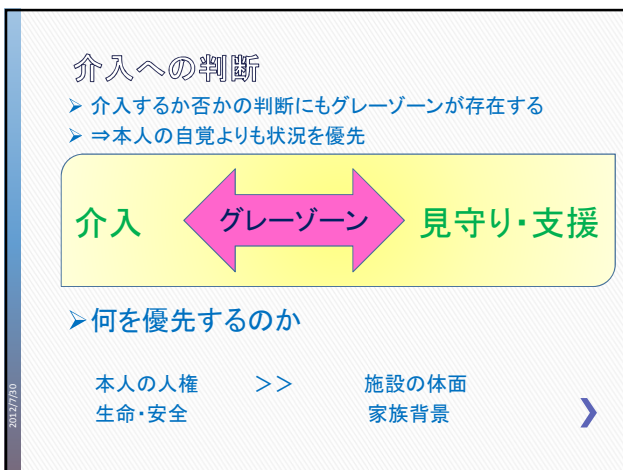 介入への判断
➢ 介入するか否かの判断にもグレーゾーンが存在する
➢ ⇒本人の自覚よりも状況を優先
介入 グレーゾーン 見守り・支援
➢何を優先するのか
本人の人権 ＞＞ 施設の体面
生命・安全 家族背景
2012/7/30